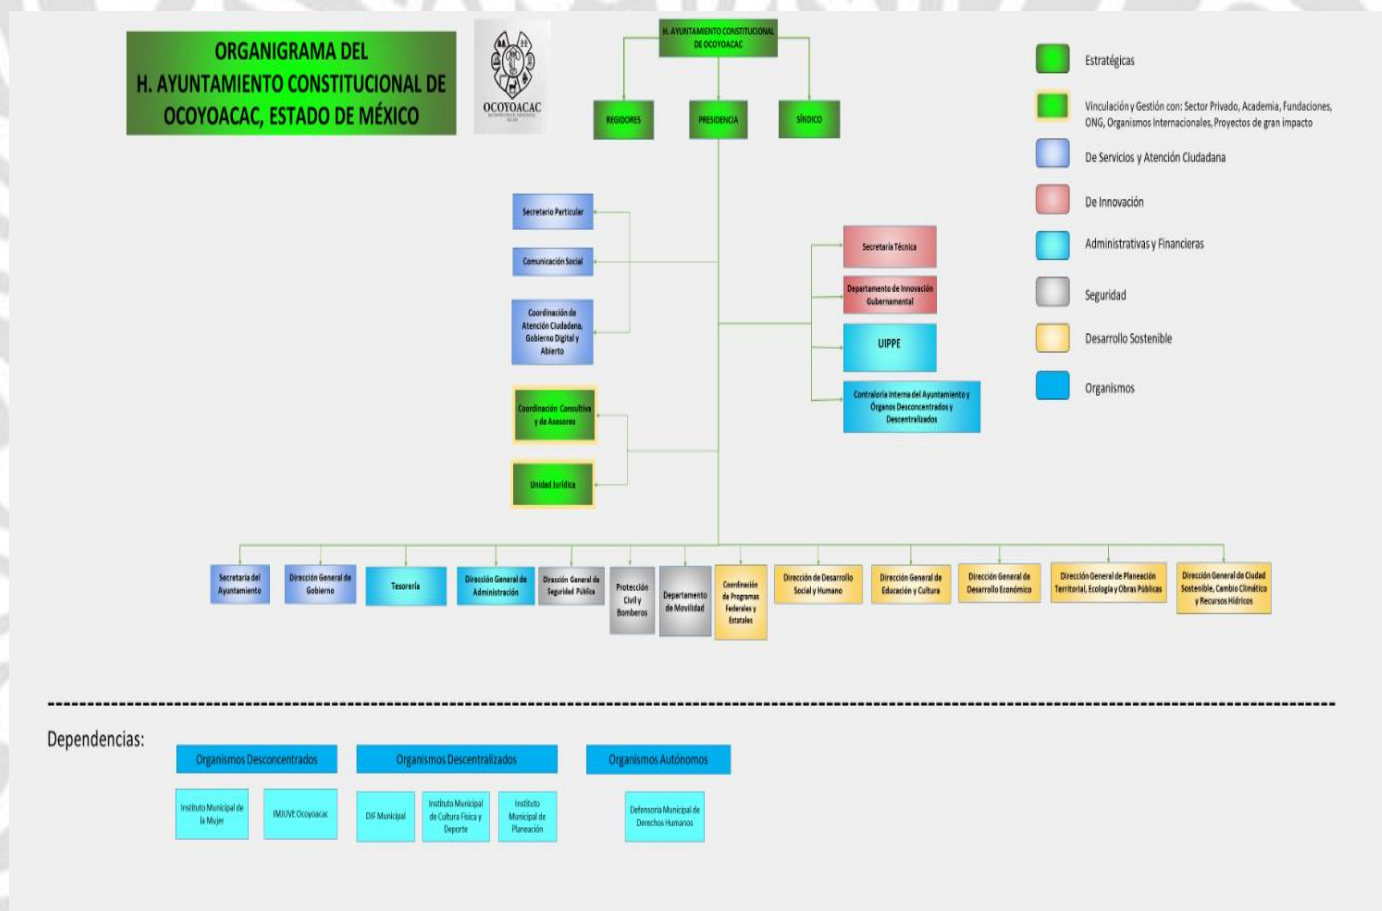 ORGANIGRAMA DEL
H. AYUNTAMIENTO CONSTITUCIONAL DE
OCOYOACAC, ESTADO DE MÉXICO
OCOYOACAC
H. AYUNTAMIENTO CONSTITUCIONAL
DE OCOYOACAC
REGIDORES
PRESIDENCIA
SÍNDICO
Estratégicas
Vinculación y Gestión con: Sector Privado, Academia, Fundaciones,
ONG, Organismos Internacionales, Proyectos de gran impacto
De Servicios y Atención Ciudadana
De Innovación
Administrativas y Financieras
Seguridad
Desarrollo Sostenible
Organismos
Secretario Particular
Comunicación Social
Coordinación de
Atención Ciudadana,
Gobierno Digital y
Abierto
Coordinación Consultiva
y de Asesores
Unidad Jurídica
Secretaría Técnica
Departamento de Innovación
Gubernamental
UIPPE
Contraloría Interna del Ayuntamiento y
Órganos Desconcentrados y
Descentralizados
Secretaría del
Ayuntamiento
Dirección General de
Gobierno
Tesorería
Dirección General de
Administración
Dirección General de
Seguridad Pública
Protección
Civil y
Bomberos
Departamento
de Movilidad
Coordinación
de Programas
Federales y
Estatales
Dirección de Desarrollo
Social y Humano
Dirección General de
Educación y Cultura
Dirección General de
Desarrollo Económico
Dirección General de Planeación
Territorial, Ecología y Obras Públicas
Dirección General de Ciudad
Sostenible, Cambio Climático
y Recursos Hídricos
Dependencias:
Organismos Desconcentrados
Organismos Descentralizados
Organismos Autónomos
Instituto Municipal de
la Mujer
IMJUVE Ocoyoacac
DIF Municipal
Instituto Municipal
de Cultura Física y
Deporte
Instituto
Municipal de
Planeación
Defensoría Municipal de
Derechos Humanos